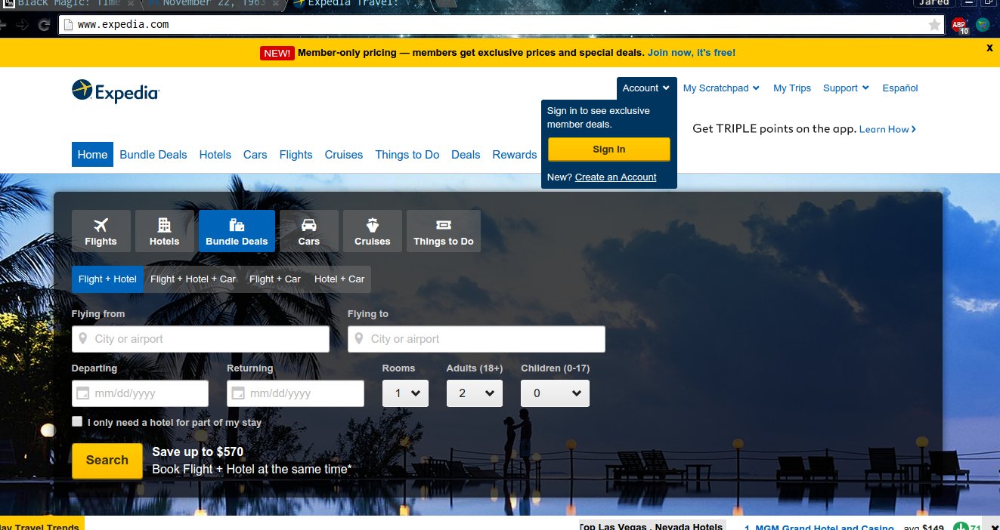 Black Magic: Time
November 22, 1963
Expedia Travel:
Jared
www.expedia.com
ABP
10
NEW! Member-only pricing — members get exclusive prices and special deals. Join now, it's free!
X
Expedia
Account
My Scratchpad
My Trips
Support
Español
Sign in to see exclusive
member deals.
Get TRIPLE points on the app. Learn How
Sign In
New? Create an Account
Home
Bundle Deals
Hotels
Cars
Flights
Cruises
Things to Do
Deals
Rewards
Flights
Hotels
Bundle Deals
Cars
Cruises
Things to Do
Flight + Hotel
Flight + Hotel + Car
Flight + Car
Hotel + Car
Flying from
Flying to
City or airport
City or airport
Departing
Returning
Rooms
Adults (18+)
Children (0-17)
mm/dd/yyyy
mm/dd/yyyy
1
2
0
I only need a hotel for part of my stay
Search
Save up to $570
Book Flight + Hotel at the same time*
Travel Trends
Top Las Vegas , Nevada Hotels
1. MGM Grand Hotel and Casino
avg $149
71